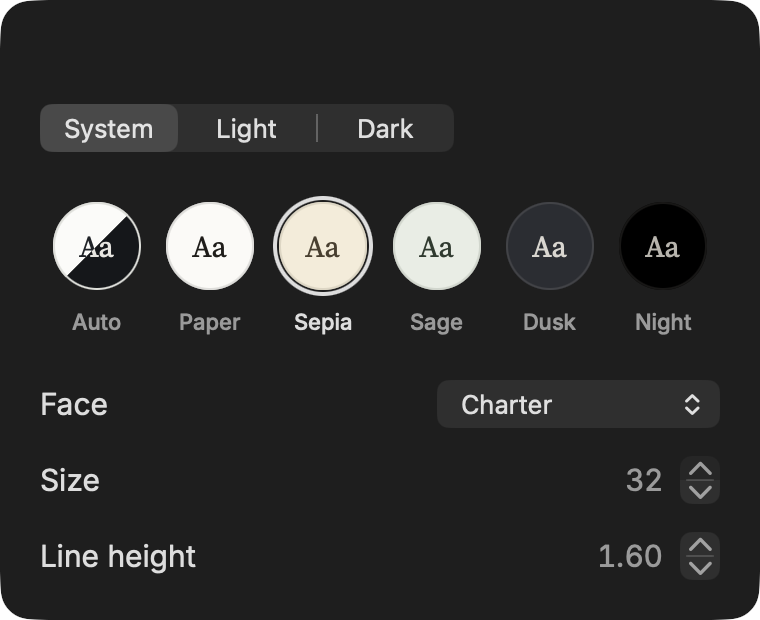 System Light Dark
Aa Aa Aa Aa Aa Aa
Auto Paper Sepia Sage Dusk Night
Face Charter
Size 32
Line height 1.60